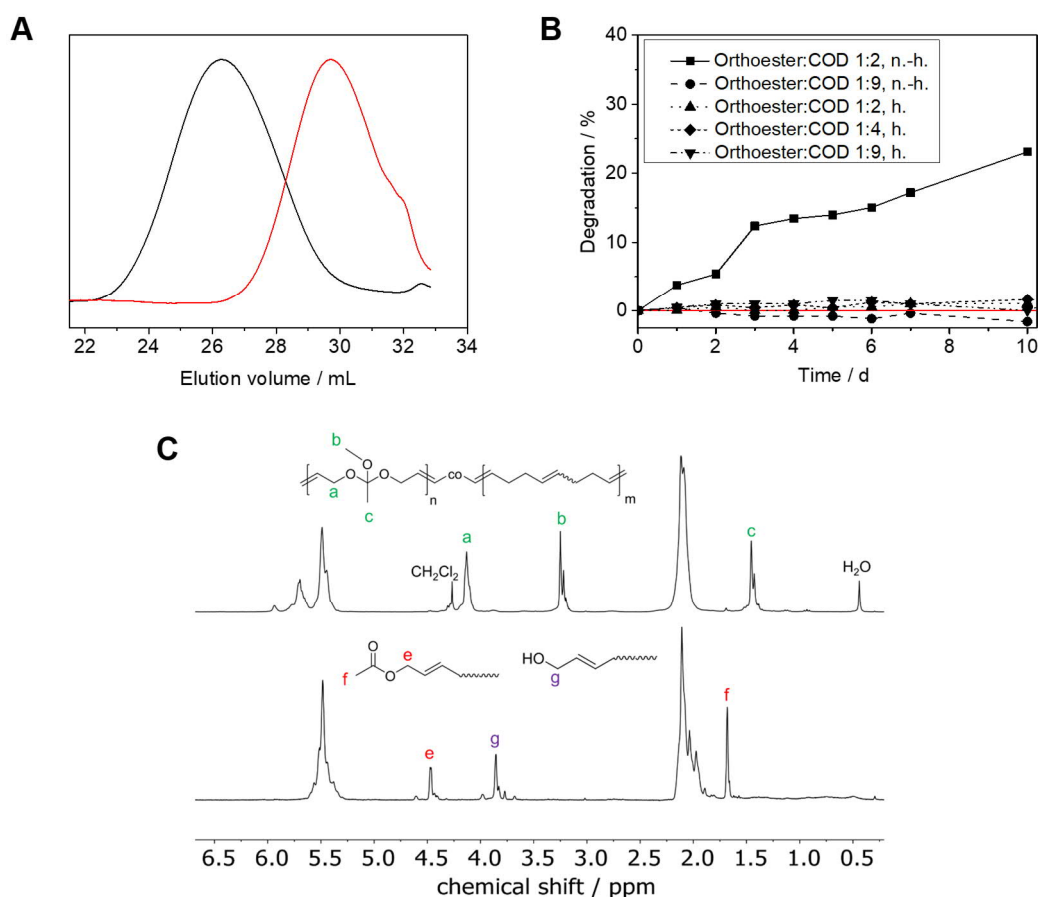 A
22 24 26 28 30 32 34
Elution volume / mL
B
40
30
20
10
0
Degradation / %
Orthoester:COD 1:2, n.-h.
Orthoester:COD 1:9, n.-h.
Orthoester:COD 1:2, h.
Orthoester:COD 1:4, h.
Orthoester:COD 1:9, h.
0 2 4 6 8 10
Time / d
C
b
O
O O co
n m
a
c
a
b
c
CH2Cl2
H2O
O
O
e
f
HO
g
e
g
f
6.5 6.0 5.5 5.0 4.5 4.0 3.5 3.0 2.5 2.0 1.5 1.0 0.5
chemical shift / ppm